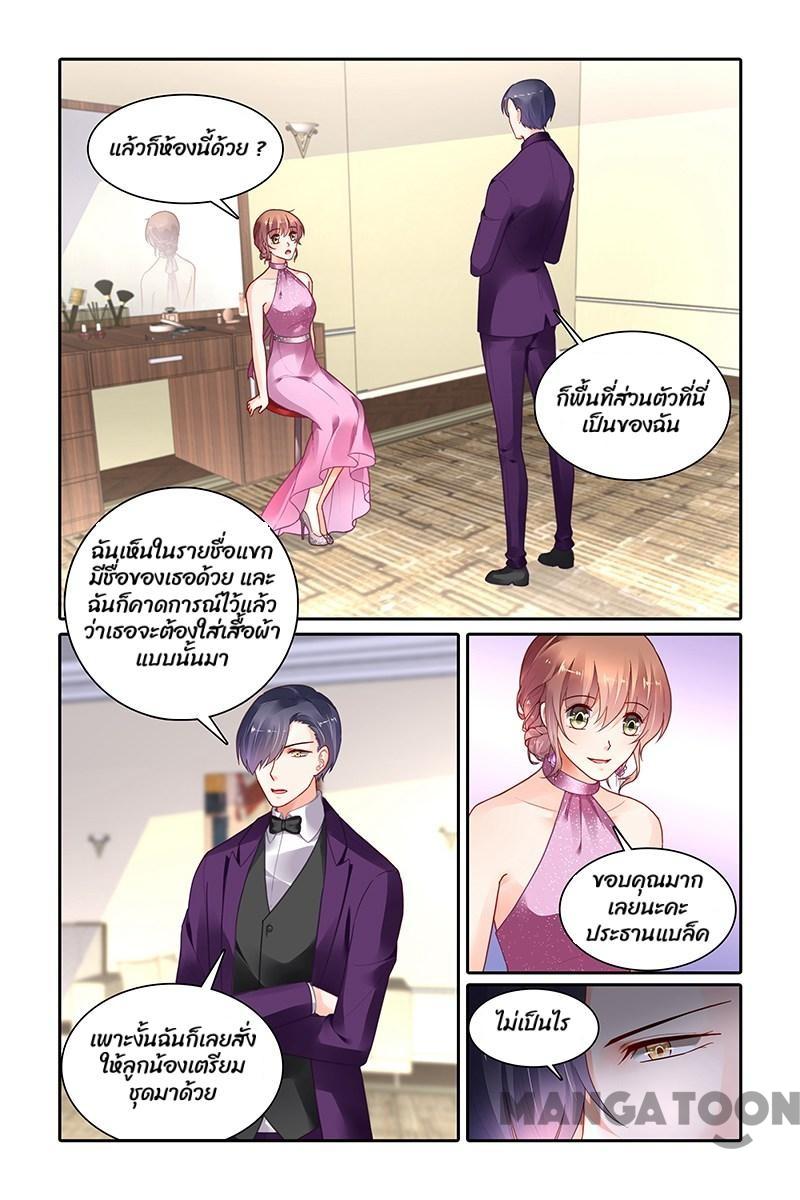 แล้วก็ห้องนี้ด้วย ?
ก็พื้นที่ส่วนตัวที่นี่
เป็นของฉัน
ฉันเห็นในรายชื่อแขก
มีชื่อของเธอด้วย และ
ฉันก็คาดการณ์ไว้แล้ว
ว่าเธอจะต้องใส่เสื้อผ้า
แบบนั้นมา
เพาะงั้นฉันก็เลยสั่ง
ให้ลูกน้องเตรียม
ชุดมาด้วย
ขอบคุณมาก
เลยนะคะ
ประธานแบล็ค
ไม่เป็นไร
MANGATOON